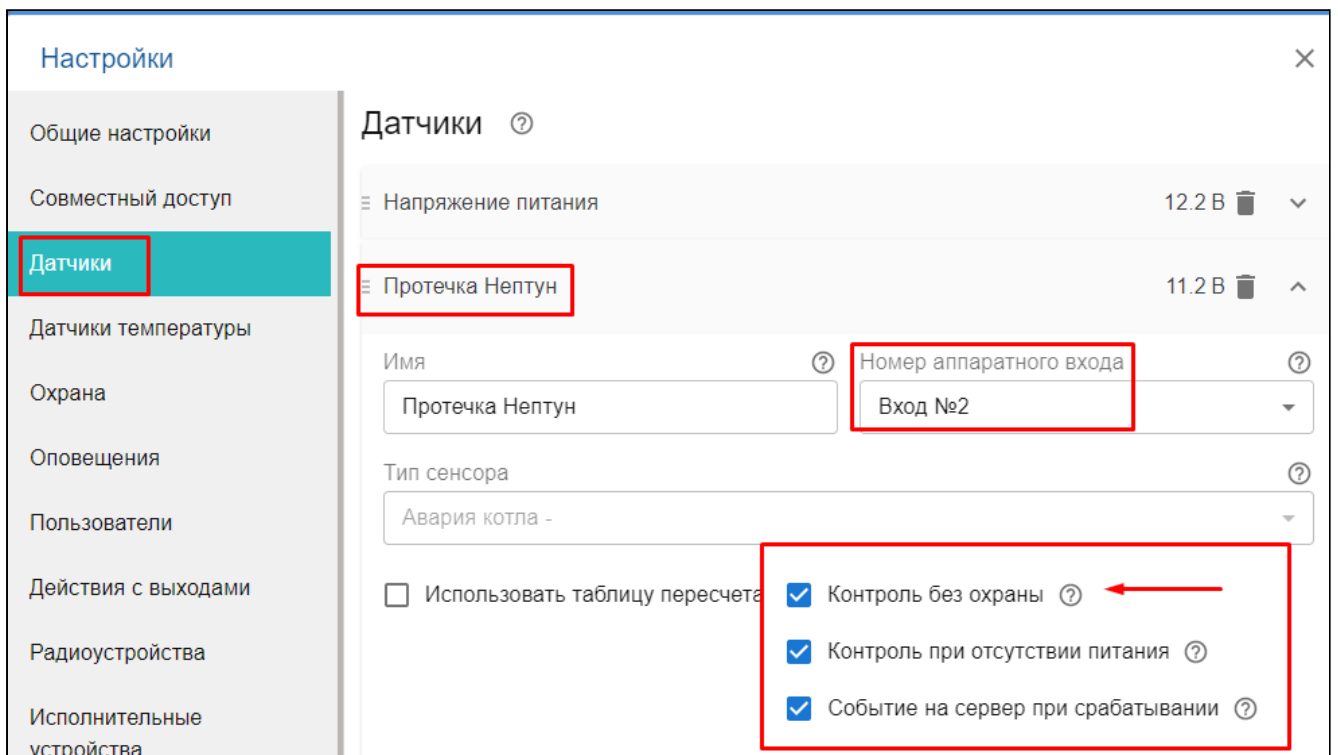 Настройки
Общие настройки
Совместный доступ
Датчики
Датчики температуры
Охрана
Оповещения
Пользователи
Действия с выходами
Радиоустройства
Исполнительные
устройства
Датчики
Напряжение питания 12.2 В
Протечка Нептун 11.2 В
Имя Номер аппаратного входа
Протечка Нептун Вход №2
Тип сенсора
Авария котла -
Использовать таблицу пересчета Контроль без охраны
Контроль при отсутствии питания
Событие на сервер при срабатывании